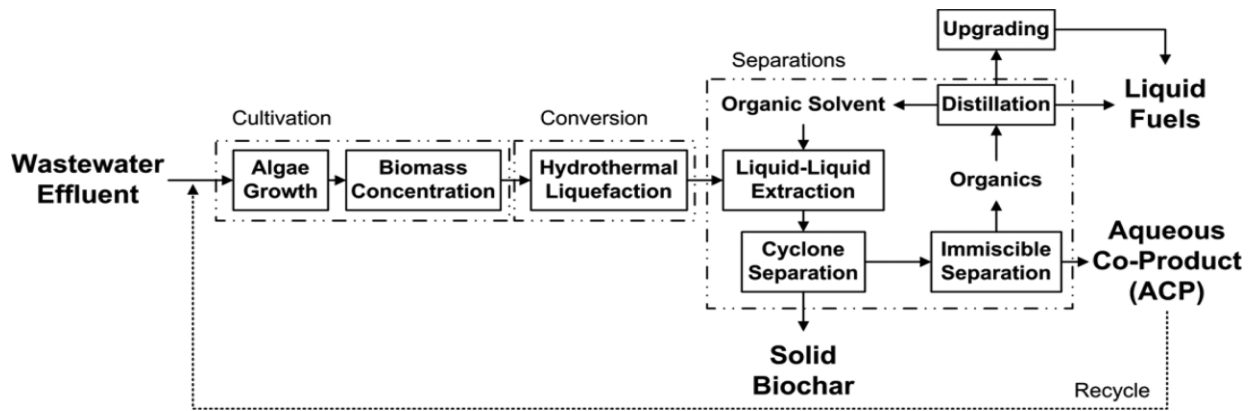 Upgrading
Separations
Liquid
Fuels
Organic Solvent
Distillation
Cultivation
Conversion
Wastewater
Effluent
Algae
Growth
Biomass
Concentration
Hydrothermal
Liquefaction
Liquid-Liquid
Extraction
Organics
Cyclone
Separation
Immiscible
Separation
Aqueous
Co-Product
(ACP)
Solid
Biochar
Recycle